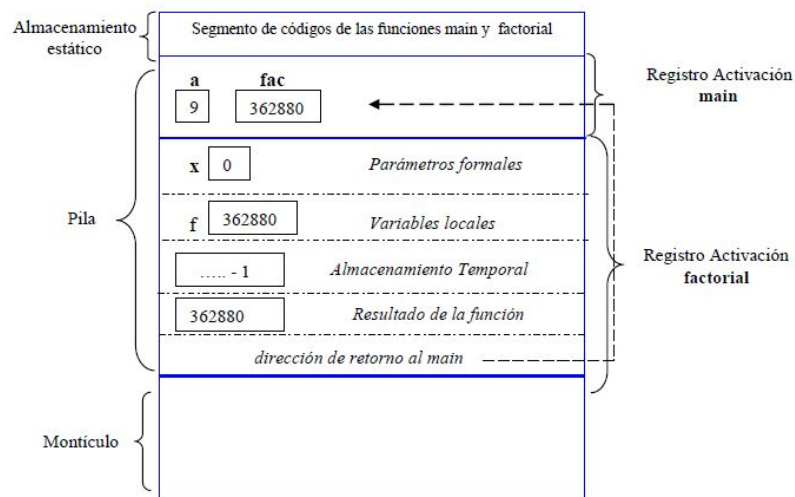 Almacenamiento
estático
Segmento de códigos de las funciones main y factorial
a fac
9 362880
Registro Activación
main
Pila
x 0 Parámetros formales
f 362880 Variables locales
….. - 1 Almacenamiento Temporal
362880 Resultado de la función
dirección de retorno al main
Registro Activación
factorial
Montículo